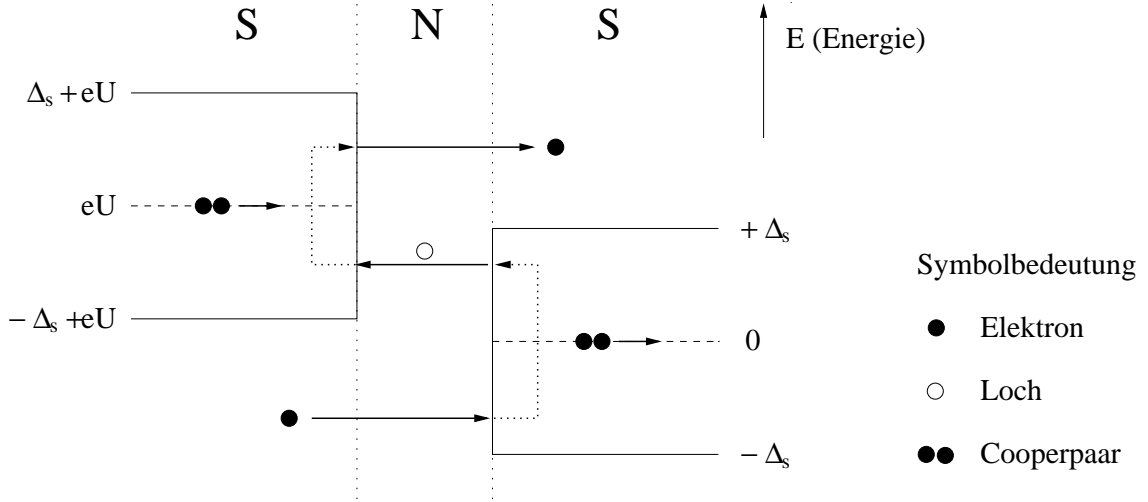 S N S
E (Energie)
Δₛ + eU
eU
− Δₛ + eU
+ Δₛ
0
− Δₛ
Symbolbedeutung
Elektron
Loch
Cooperpaar